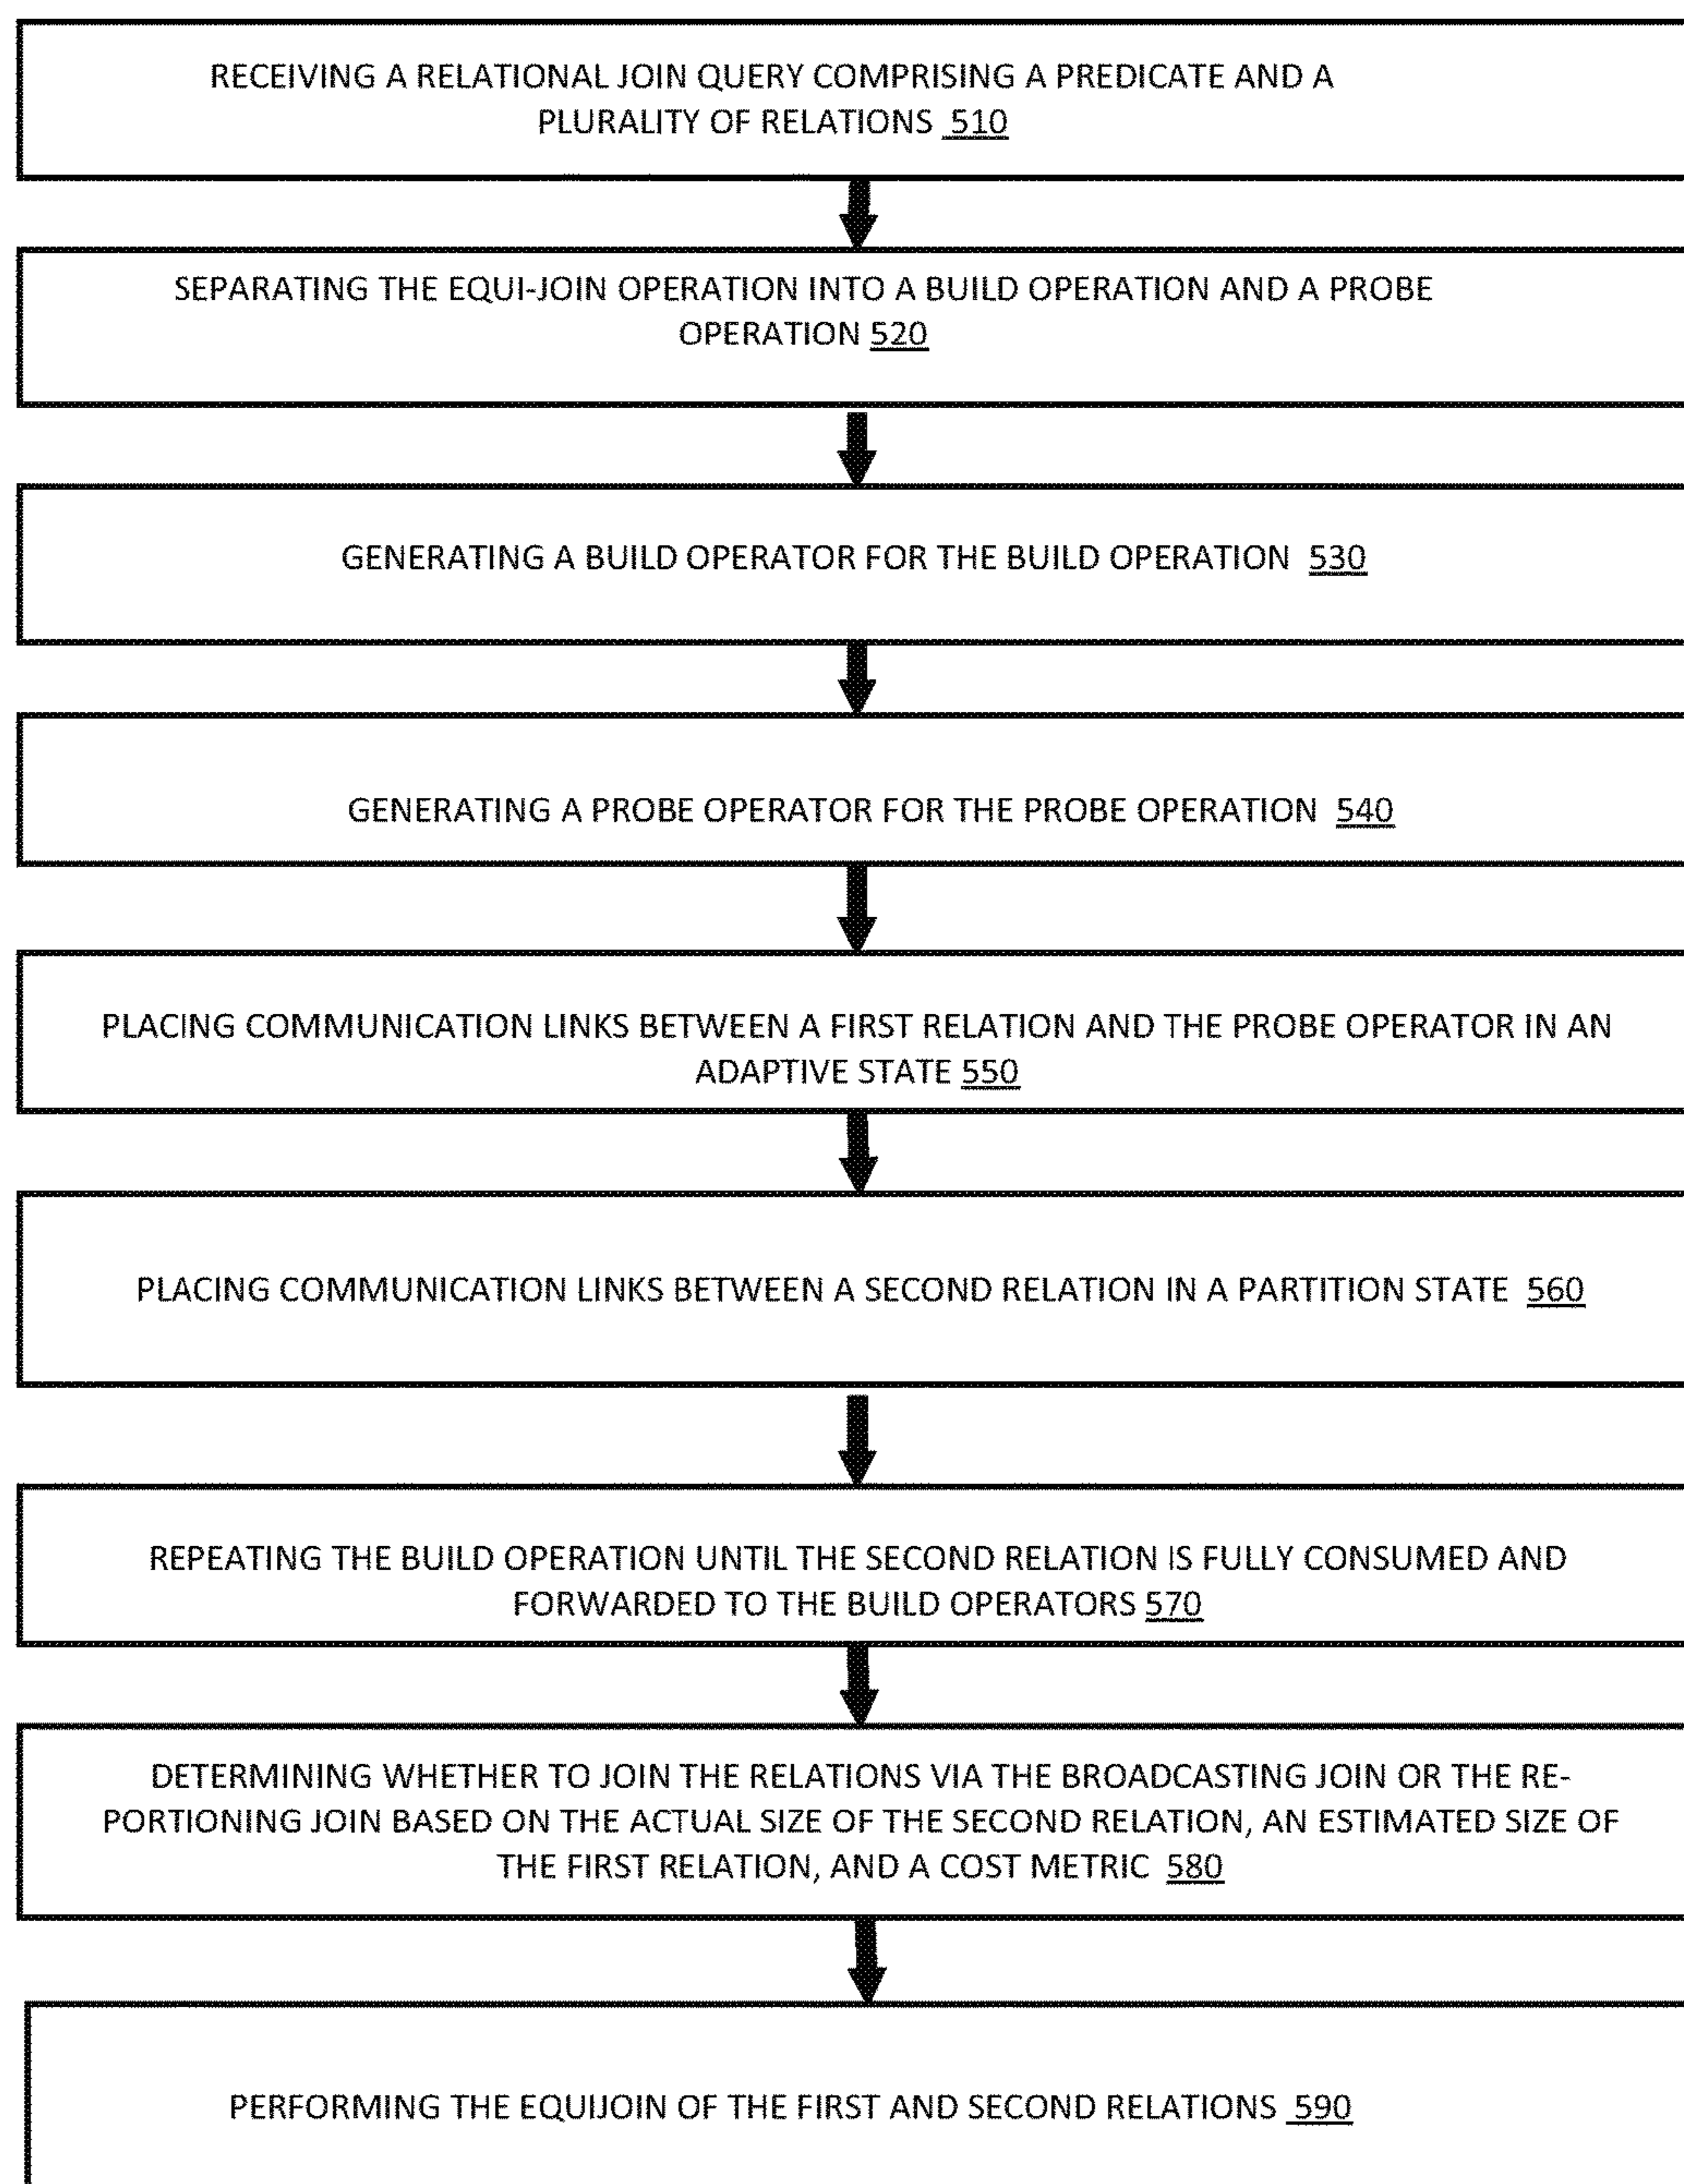 RECEIVING A RELATIONAL JOIN QUERY COMPRISING A PREDICATE AND A
PLURALITY OF RELATIONS 510
SEPARATING THE EQUI-JOIN OPERATION INTO A BUILD OPERATION AND A PROBE
OPERATION 520
GENERATING A BUILD OPERATOR FOR THE BUILD OPERATION 530
GENERATING A PROBE OPERATOR FOR THE PROBE OPERATION 540
PLACING COMMUNICATION LINKS BETWEEN A FIRST RELATION AND THE PROBE OPERATOR IN AN
ADAPTIVE STATE 550
PLACING COMMUNICATION LINKS BETWEEN A SECOND RELATION IN A PARTITION STATE 560
REPEATING THE BUILD OPERATION UNTIL THE SECOND RELATION IS FULLY CONSUMED AND
FORWARDED TO THE BUILD OPERATORS 570
DETERMINING WHETHER TO JOIN THE RELATIONS VIA THE BROADCASTING JOIN OR THE RE-
PORTIONING JOIN BASED ON THE ACTUAL SIZE OF THE SECOND RELATION, AN ESTIMATED SIZE OF
THE FIRST RELATION, AND A COST METRIC 580
PERFORMING THE EQUIJOIN OF THE FIRST AND SECOND RELATIONS 590